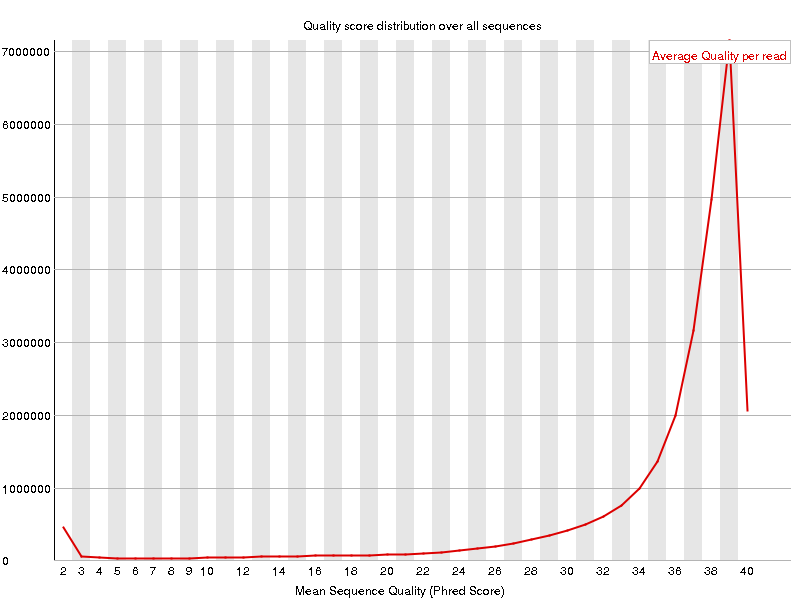 Quality score distribution over all sequences
Average Quality per read
7000000
6000000
5000000
4000000
3000000
2000000
1000000
0
2 3 4 5 6 7 8 9 10 12 14 16 18 20 22 24 26 28 30 32 34 36 38 40
Mean Sequence Quality (Phred Score)